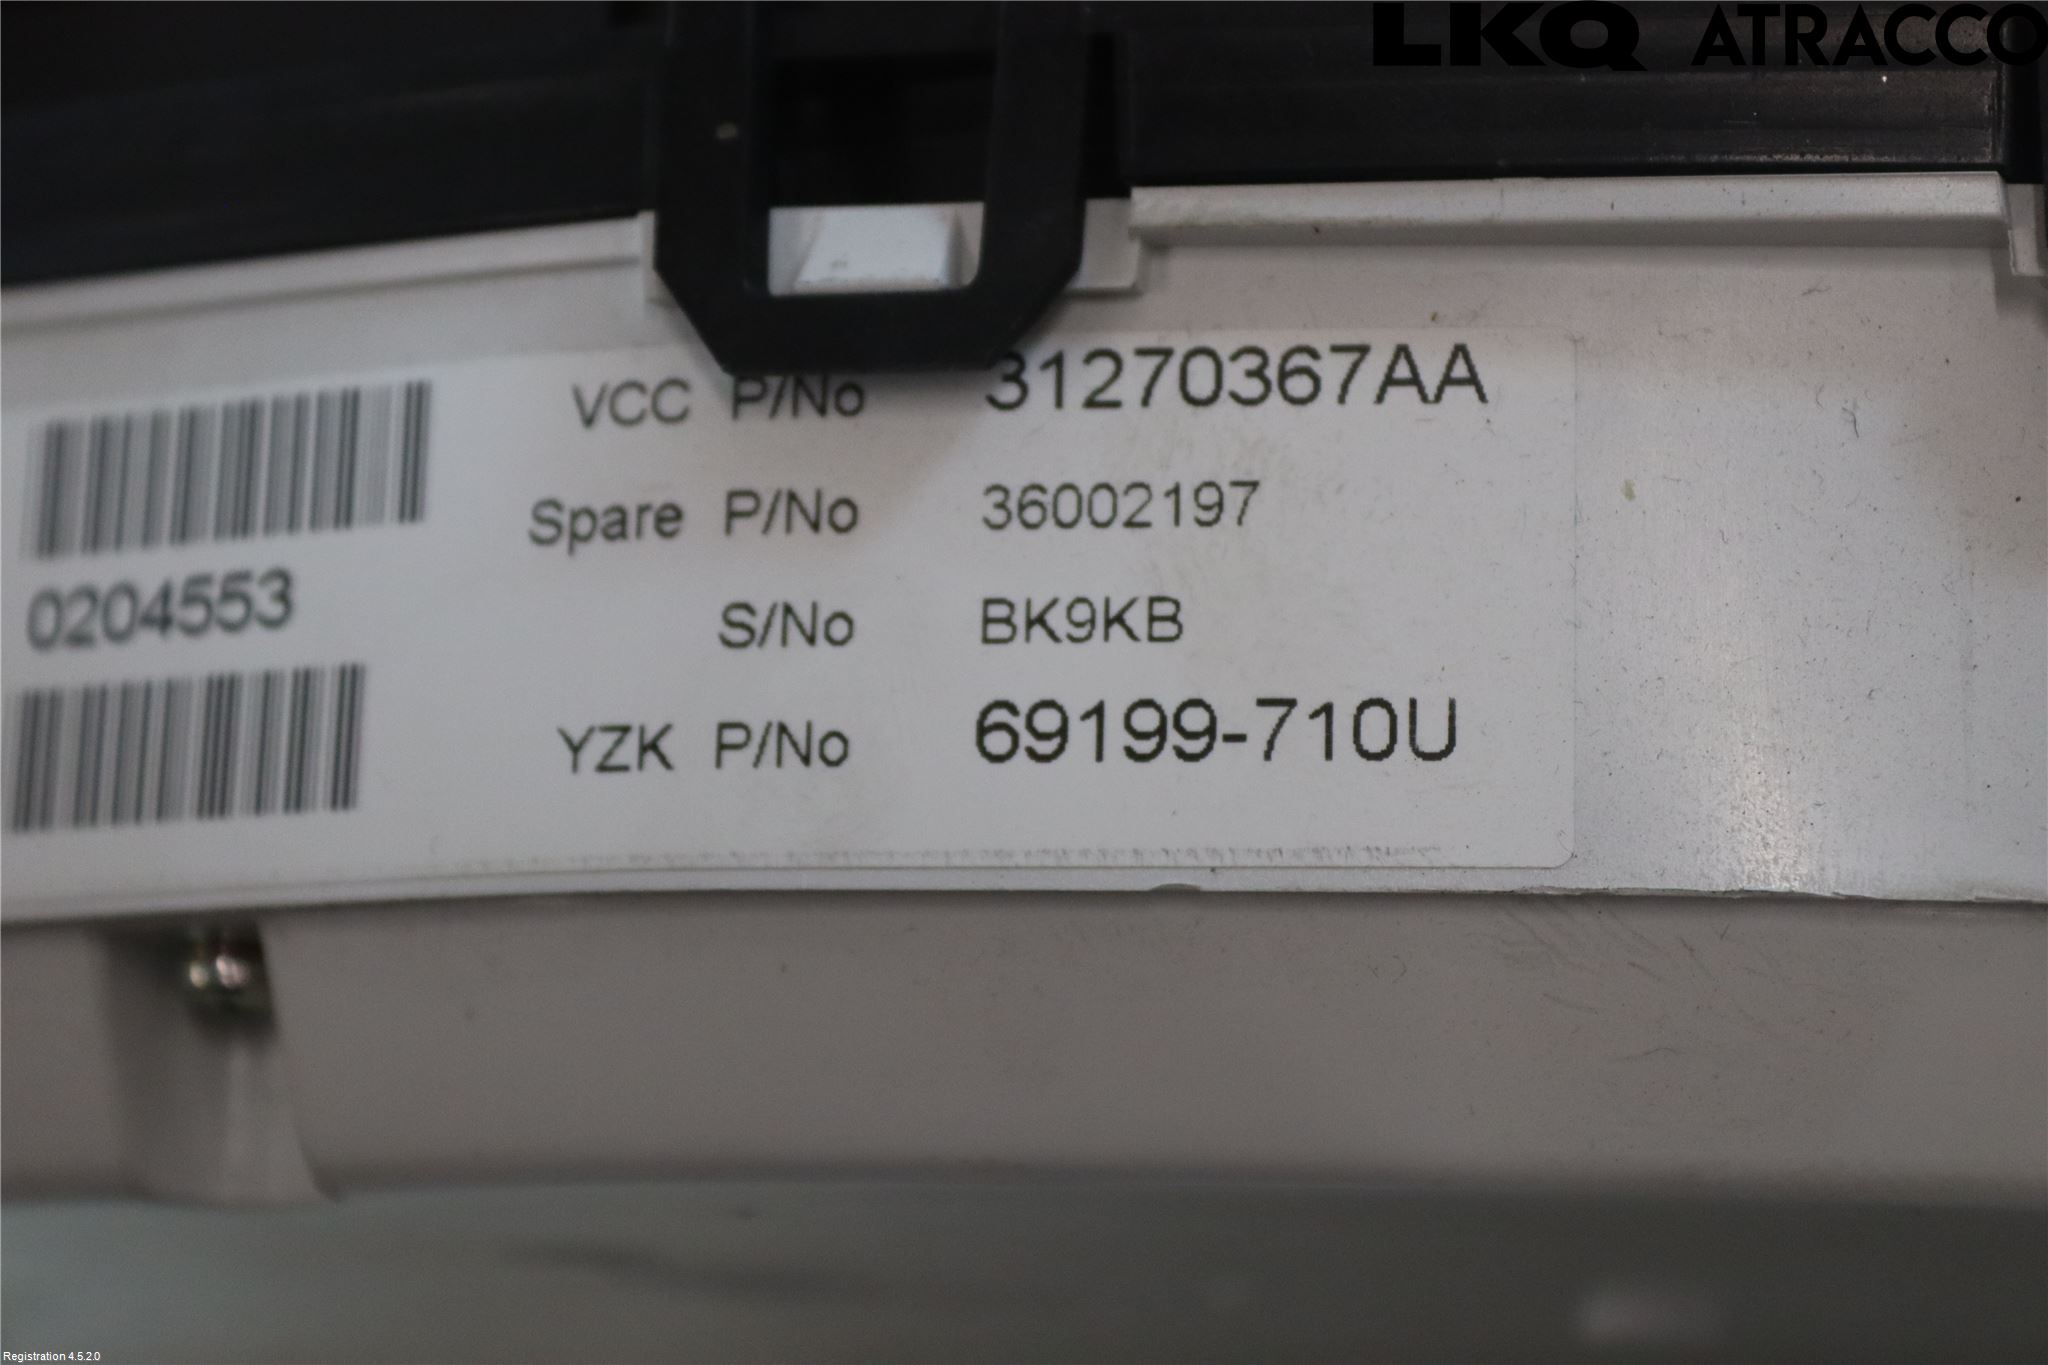 LKQ ATRACCO
VCC P/No 31270367AA
Spare P/No 36002197
0204553
S/No BK9KB
YZK P/No 69199-710U
Registration 4.5.2.0